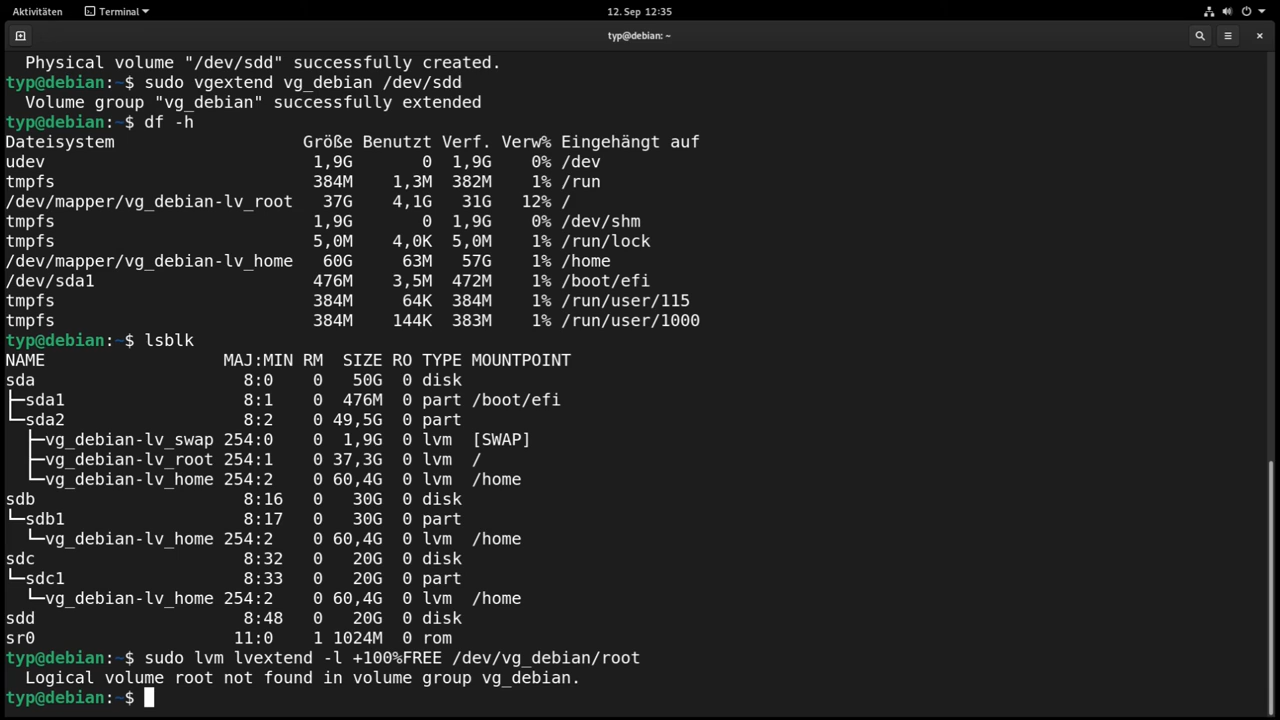 Aktivitäten Terminal 12. Sep 12:35
typ@debian: ~
Physical volume "/dev/sdd" successfully created.
typ@debian:~$ sudo vgextend vg_debian /dev/sdd
Volume group "vg_debian" successfully extended
typ@debian:~$ df -h
Dateisystem Größe Benutzt Verf. Verw% Eingehängt auf
udev 1,9G 0 1,9G 0% /dev
tmpfs 384M 1,3M 382M 1% /run
/dev/mapper/vg_debian-lv_root 37G 4,1G 31G 12% /
tmpfs 1,9G 0 1,9G 0% /dev/shm
tmpfs 5,0M 4,0K 5,0M 1% /run/lock
/dev/mapper/vg_debian-lv_home 60G 63M 57G 1% /home
/dev/sda1 476M 3,5M 472M 1% /boot/efi
tmpfs 384M 64K 384M 1% /run/user/115
tmpfs 384M 144K 383M 1% /run/user/1000
typ@debian:~$ lsblk
NAME MAJ:MIN RM SIZE RO TYPE MOUNTPOINT
sda 8:0 0 50G 0 disk
├─sda1 8:1 0 476M 0 part /boot/efi
└─sda2 8:2 0 49,5G 0 part
├─vg_debian-lv_swap 254:0 0 1,9G 0 lvm [SWAP]
├─vg_debian-lv_root 254:1 0 37,3G 0 lvm /
└─vg_debian-lv_home 254:2 0 60,4G 0 lvm /home
sdb 8:16 0 30G 0 disk
└─sdb1 8:17 0 30G 0 part
└─vg_debian-lv_home 254:2 0 60,4G 0 lvm /home
sdc 8:32 0 20G 0 disk
└─sdc1 8:33 0 20G 0 part
└─vg_debian-lv_home 254:2 0 60,4G 0 lvm /home
sdd 8:48 0 20G 0 disk
sr0 11:0 1 1024M 0 rom
typ@debian:~$ sudo lvm lvextend -l +100%FREE /dev/vg_debian/root
Logical volume root not found in volume group vg_debian.
typ@debian:~$